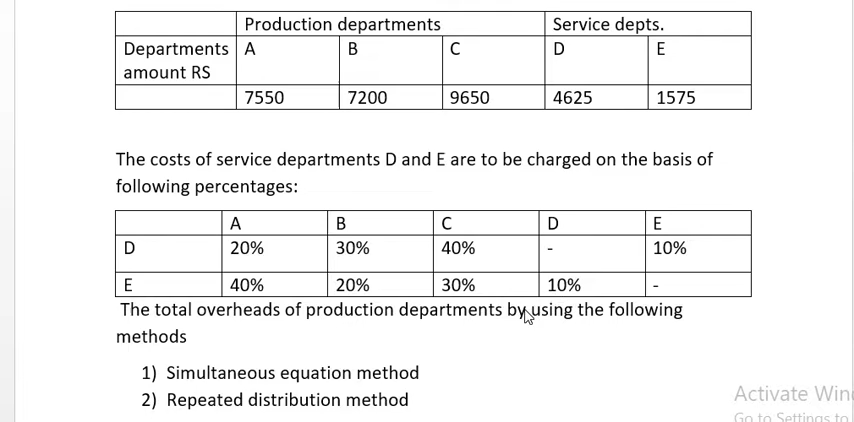 Production departments Service depts.
Departments A B C D E
amount RS
7550 7200 9650 4625 1575
The costs of service departments D and E are to be charged on the basis of
following percentages:
A B C D E
D 20% 30% 40% - 10%
E 40% 20% 30% 10% -
The total overheads of production departments by using the following
methods
1) Simultaneous equation method
2) Repeated distribution method
Activate Win
Go to Settings to